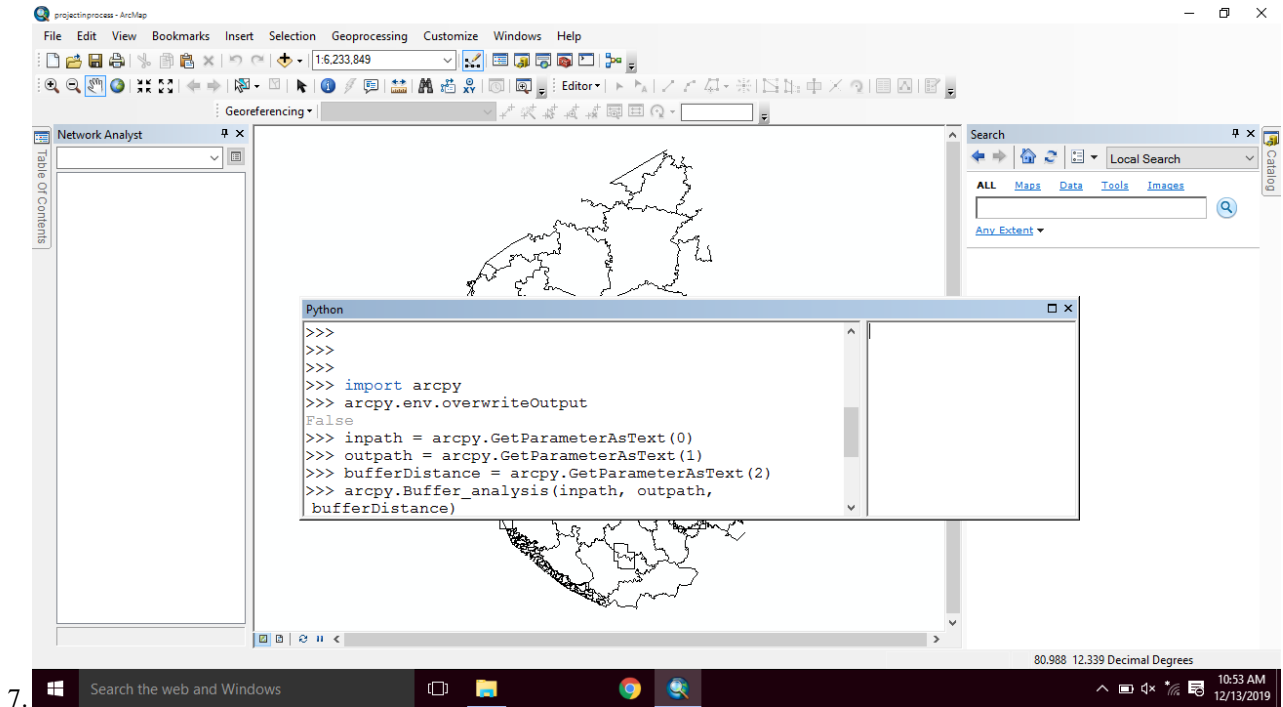 projectinprocess - ArcMap
File Edit View Bookmarks Insert Selection Geoprocessing Customize Windows Help
1:6,233,849
Editor
Georeferencing
Network Analyst
Table Of Contents
Search
Local Search
ALL Maps Data Tools Images
Any Extent
Catalog
Python
>>>
>>>
>>>
>>> import arcpy
>>> arcpy.env.overwriteOutput
False
>>> inpath = arcpy.GetParameterAsText(0)
>>> outpath = arcpy.GetParameterAsText(1)
>>> bufferDistance = arcpy.GetParameterAsText(2)
>>> arcpy.Buffer_analysis(inpath, outpath,
bufferDistance)
80.988 12.339 Decimal Degrees
7.
Search the web and Windows
10:53 AM
12/13/2019